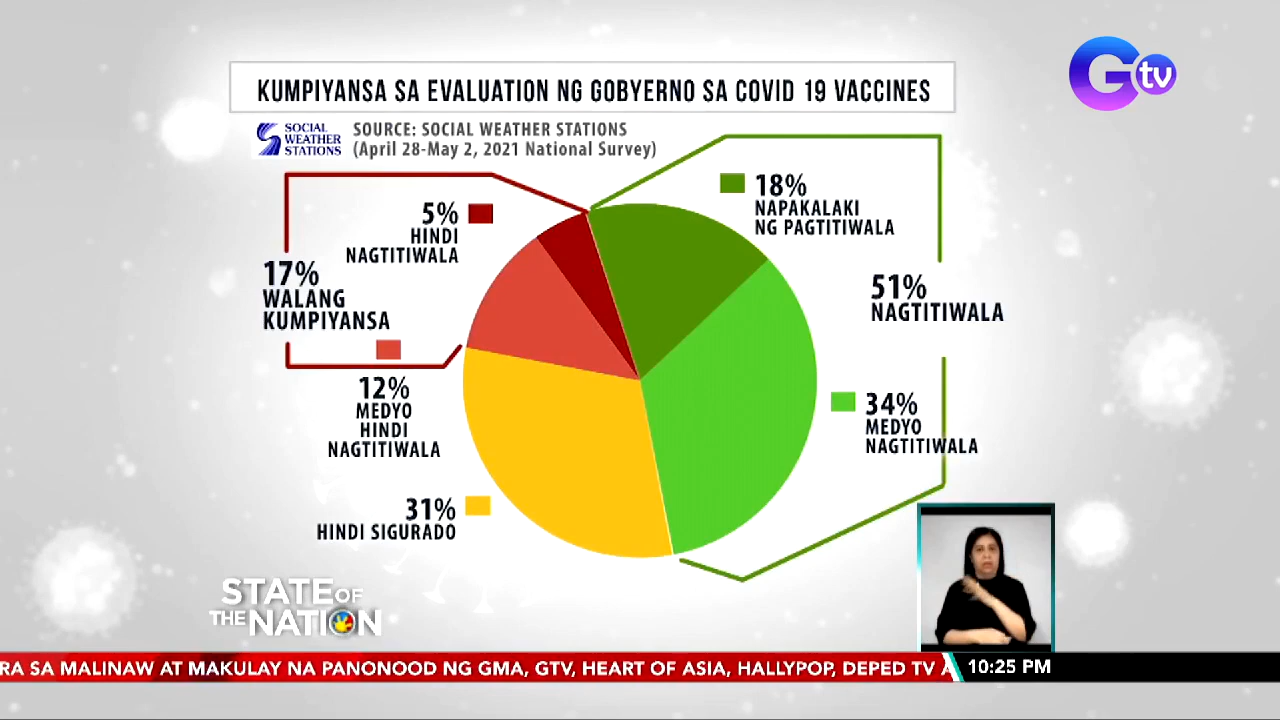 Gtv
KUMPIYANSA SA EVALUATION NG GOBYERNO SA COVID 19 VACCINES
SOCIAL
WEATHER
STATIONS
SOURCE: SOCIAL WEATHER STATIONS
(April 28-May 2, 2021 National Survey)
5%
HINDI
NAGTITIWALA
18%
NAPAKALAKI
NG PAGTITIWALA
17%
WALANG
KUMPIYANSA
51%
NAGTITIWALA
12%
MEDYO
HINDI
NAGTITIWALA
34%
MEDYO
NAGTITIWALA
31%
HINDI SIGURADO
STATE OF
THE NATION
RA SA MALINAW AT MAKULAY NA PANONOOD NG GMA, GTV, HEART OF ASIA, HALLYPOP, DEPED TV
10:25 PM